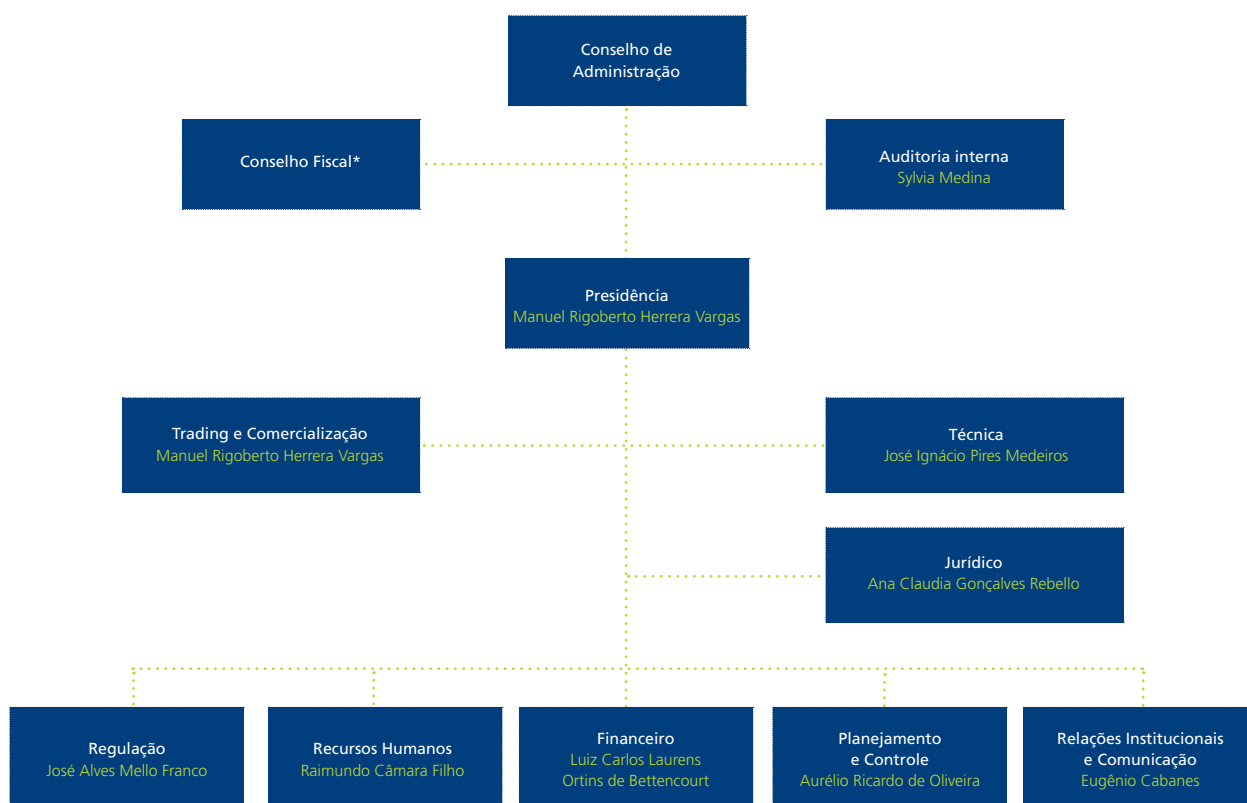 Conselho de
Administração
Conselho Fiscal*
Auditoria interna
Sylvia Medina
Presidência
Manuel Rigoberto Herrera Vargas
Trading e Comercialização
Manuel Rigoberto Herrera Vargas
Técnica
José Ignácio Pires Medeiros
Jurídico
Ana Claudia Gonçalves Rebello
Regulação
José Alves Mello Franco
Recursos Humanos
Raimundo Câmara Filho
Financeiro
Luiz Carlos Laurens
Ortins de Bettencourt
Planejamento
e Controle
Aurélio Ricardo de Oliveira
Relações Institucionais
e Comunicação
Eugênio Cabanes